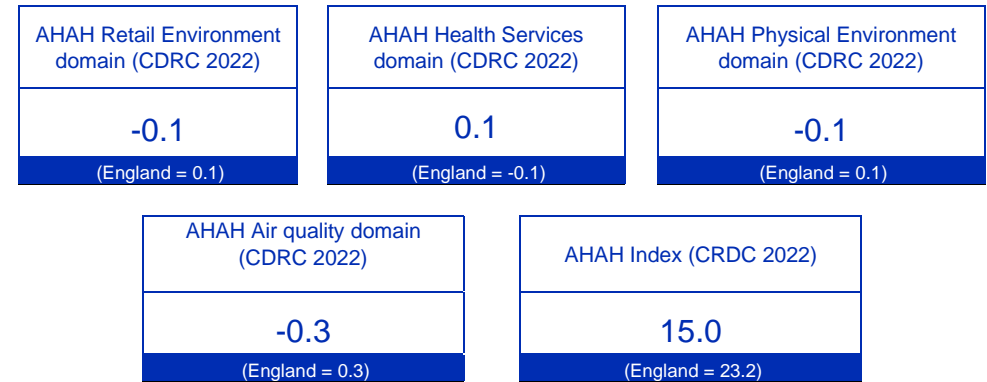 AHAH Retail Environment
domain (CDRC 2022)
-0.1
(England = 0.1)
AHAH Health Services
domain (CDRC 2022)
0.1
(England = -0.1)
AHAH Physical Environment
domain (CDRC 2022)
-0.1
(England = 0.1)
AHAH Air quality domain
(CDRC 2022)
-0.3
(England = 0.3)
AHAH Index (CRDC 2022)
15.0
(England = 23.2)